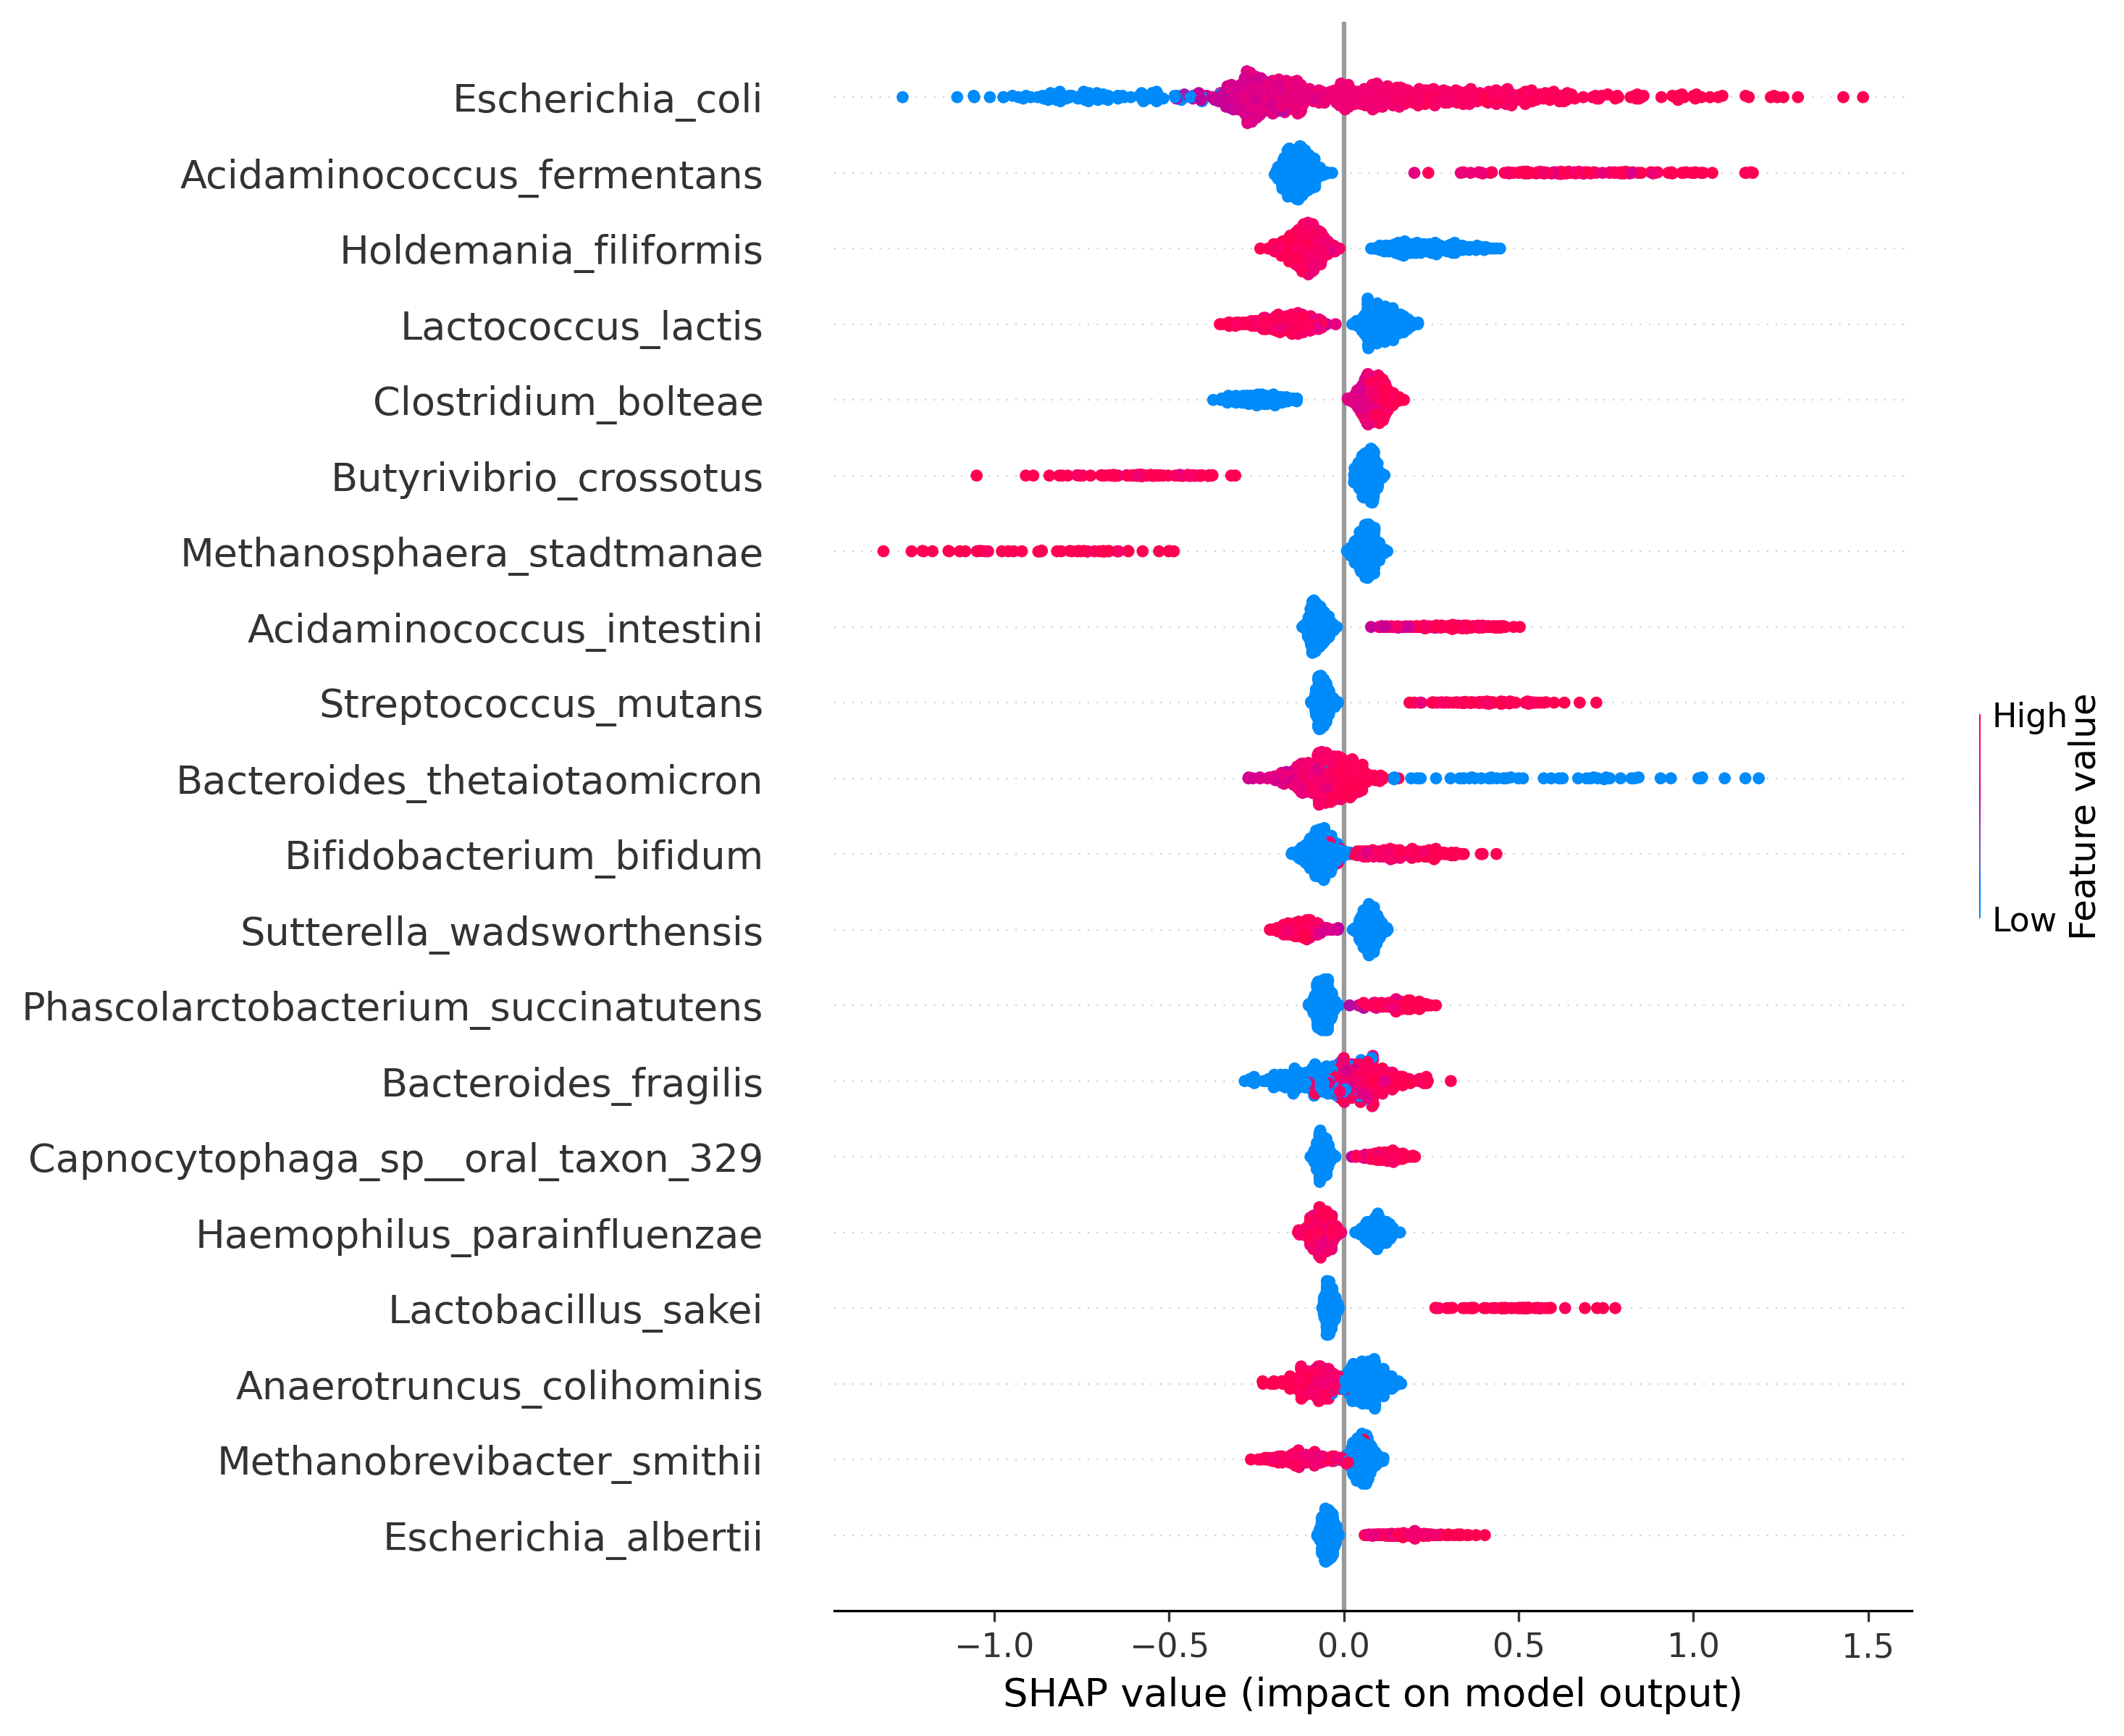 Escherichia_coli
Acidaminococcus_fermentans
Holdemania_filiformis
Lactococcus_lactis
Clostridium_bolteae
Butyrivibrio_crossotus
Methanosphaera_stadtmanae
Acidaminococcus_intestini
Streptococcus_mutans
Bacteroides_thetaiotaomicron
Bifidobacterium_bifidum
Sutterella_wadsworthensis
Phascolarctobacterium_succinatutens
Bacteroides_fragilis
Capnocytophaga_sp__oral_taxon_329
Haemophilus_parainfluenzae
Lactobacillus_sakei
Anaerotruncus_colihominis
Methanobrevibacter_smithii
Escherichia_albertii
−1.0 −0.5 0.0 0.5 1.0 1.5
SHAP value (impact on model output)
High
Low
Feature value